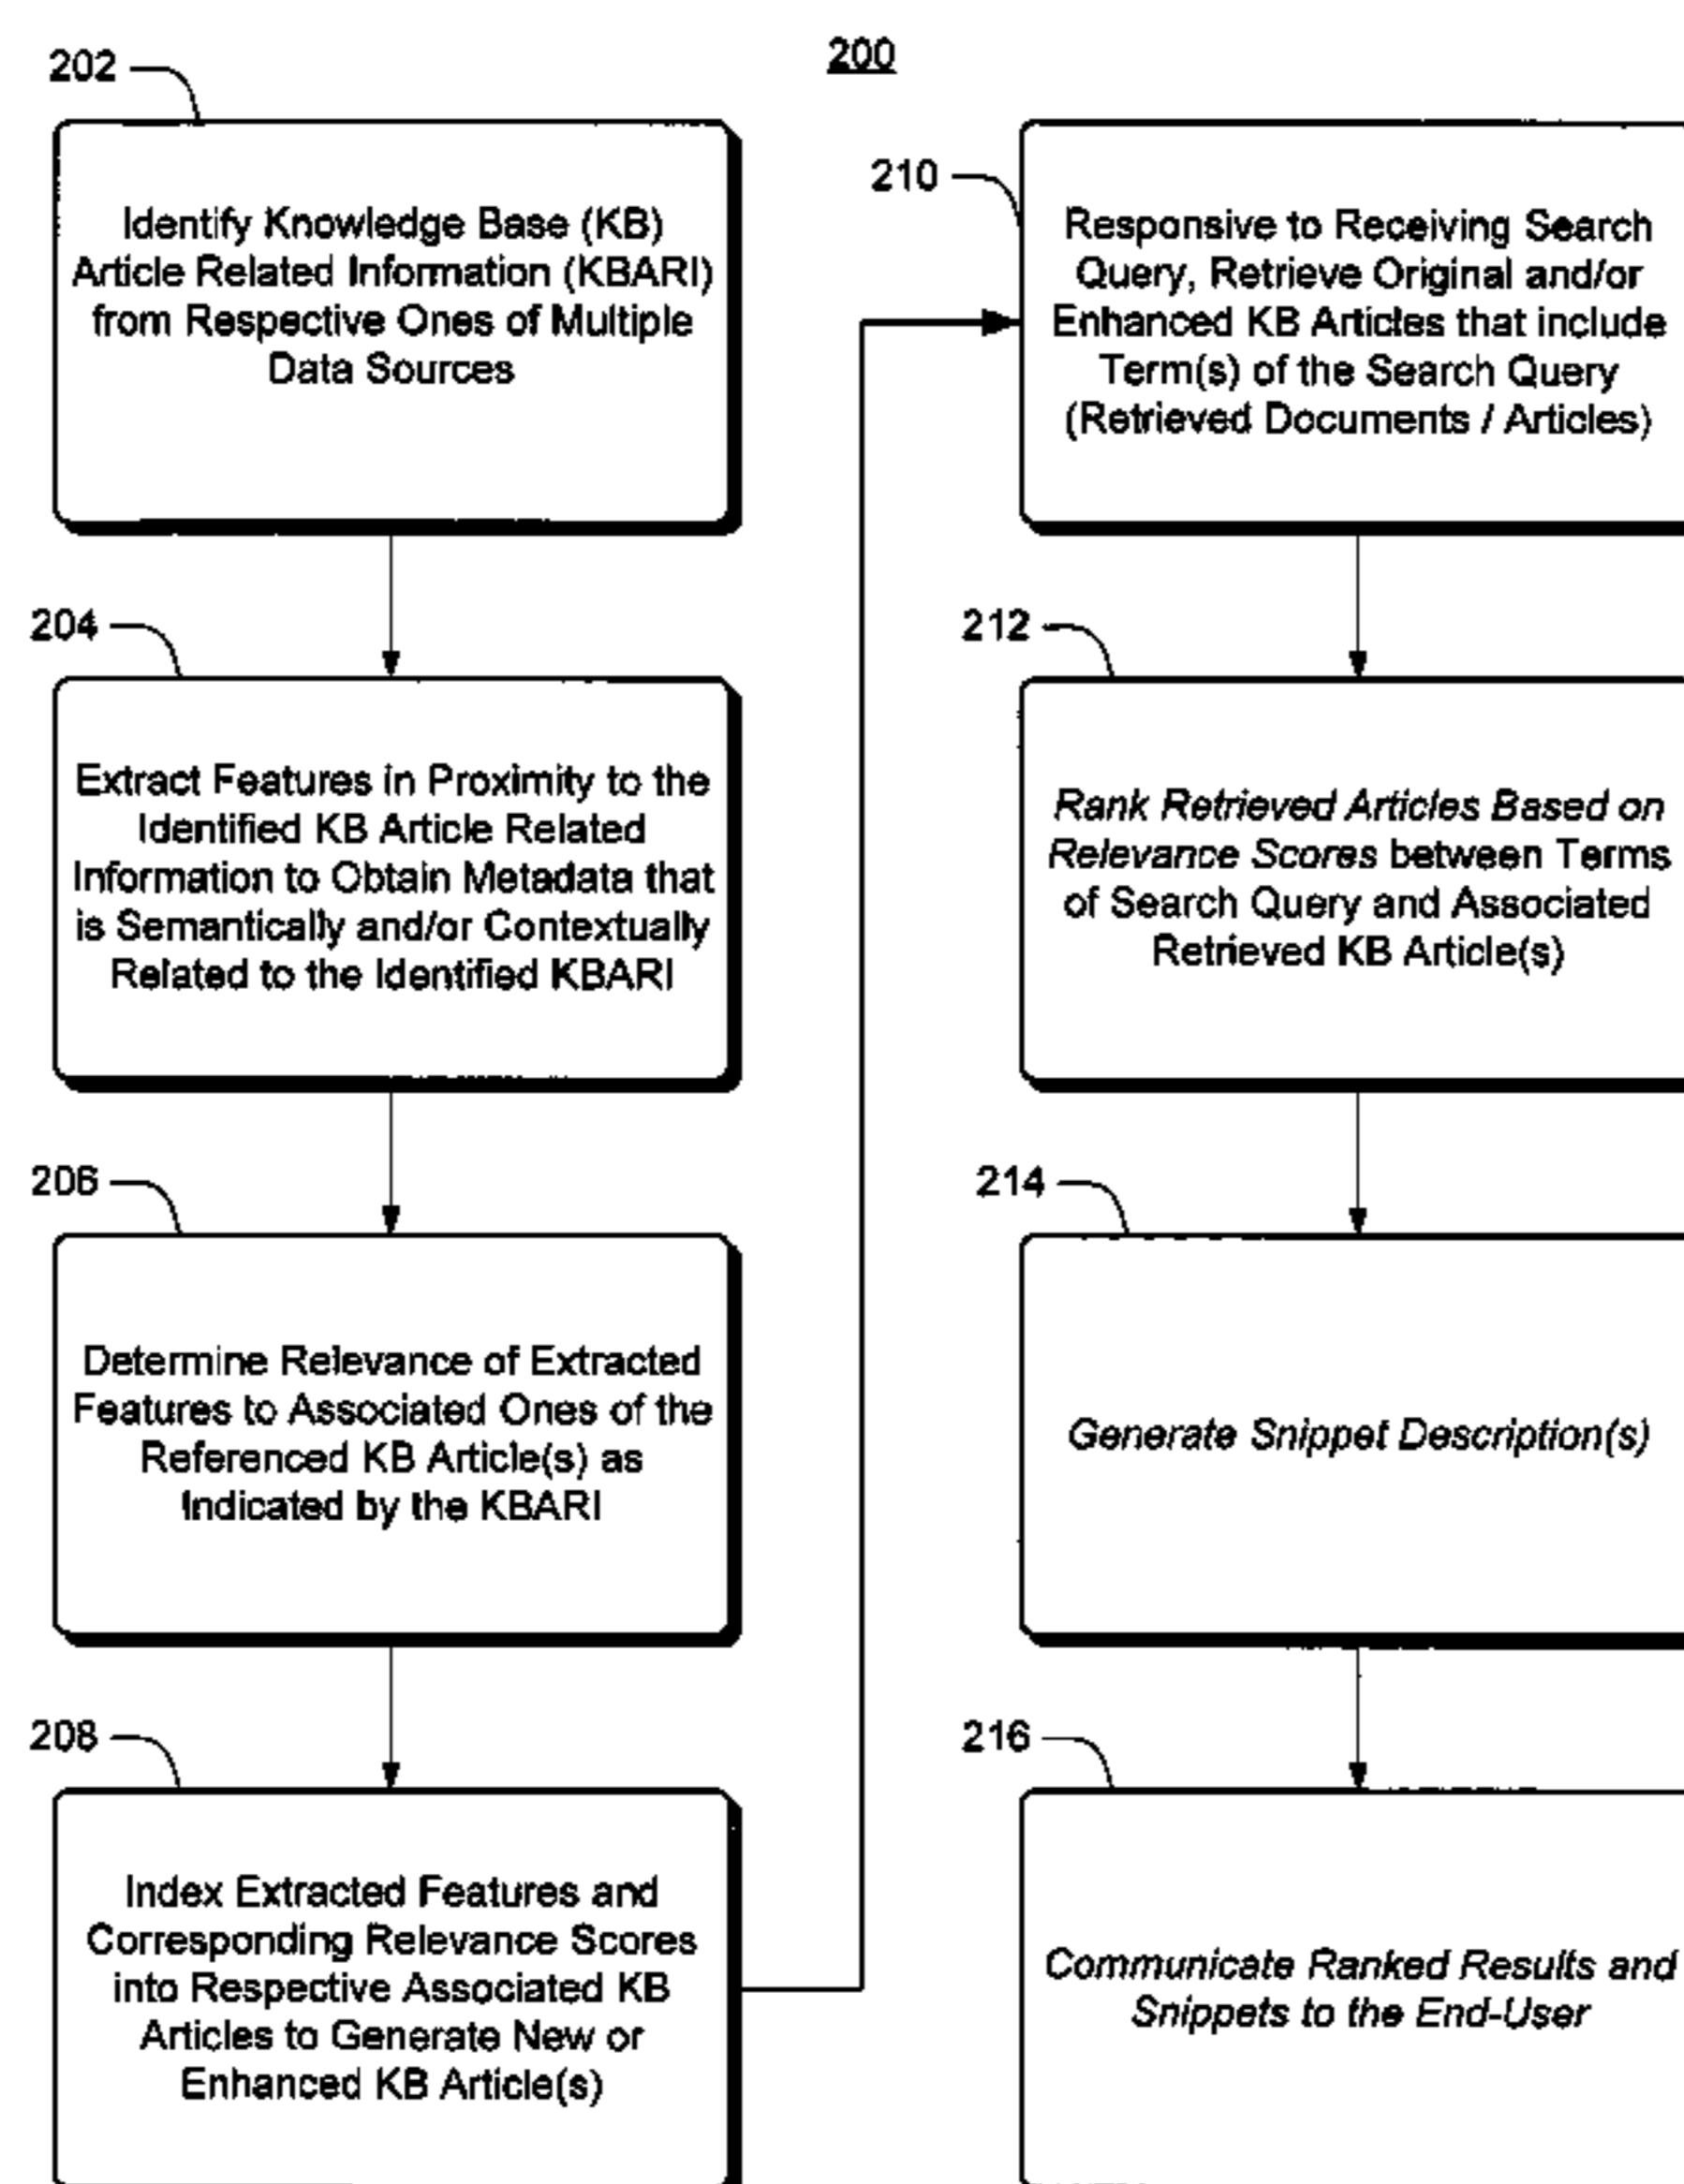 200
202
Identify Knowledge Base (KB)
Article Related Information (KBARI)
from Respective Ones of Multiple
Data Sources
204
Extract Features in Proximity to the
Identified KB Article Related
Information to Obtain Metadata that
is Semantically and/or Contextually
Related to the Identified KBARI
206
Determine Relevance of Extracted
Features to Associated Ones of the
Referenced KB Article(s) as
Indicated by the KBARI
208
Index Extracted Features and
Corresponding Relevance Scores
into Respective Associated KB
Articles to Generate New or
Enhanced KB Article(s)
210
Responsive to Receiving Search
Query, Retrieve Original and/or
Enhanced KB Articles that include
Term(s) of the Search Query
(Retrieved Documents / Articles)
212
Rank Retrieved Articles Based on
Relevance Scores between Terms
of Search Query and Associated
Retrieved KB Article(s)
214
Generate Snippet Description(s)
216
Communicate Ranked Results and
Snippets to the End-User